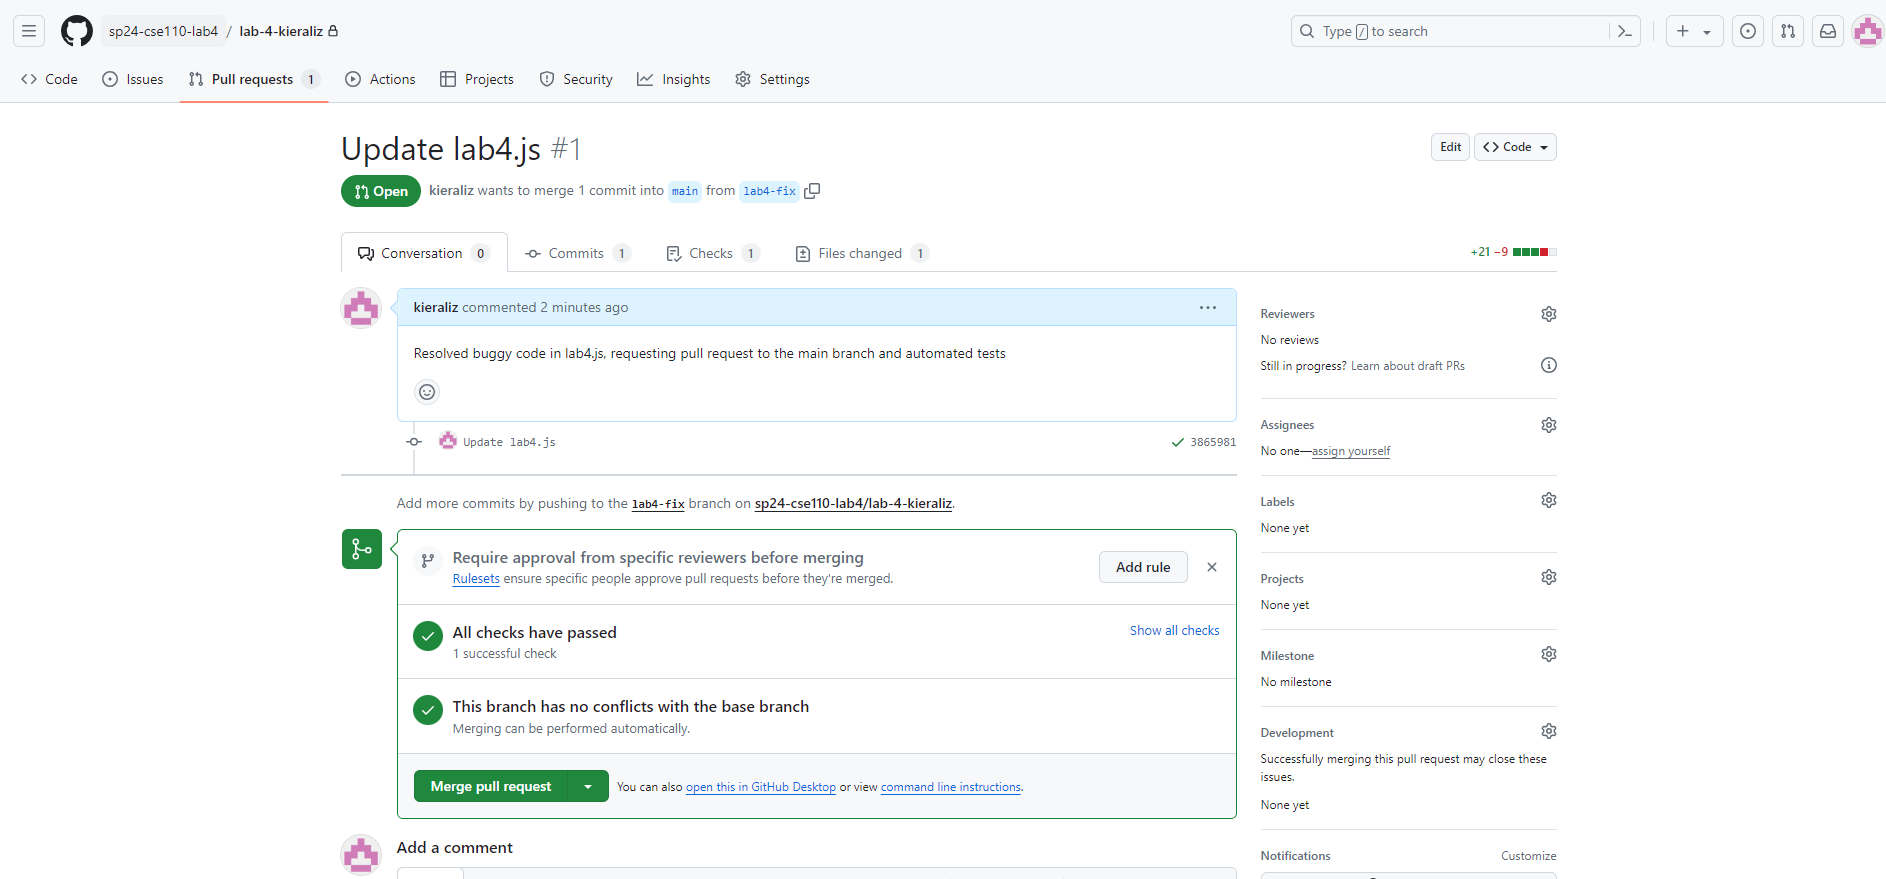 sp24-cse110-lab4 / lab-4-kieraliz
Type / to search
Code
Issues
Pull requests 1
Actions
Projects
Security
Insights
Settings
Update lab4.js #1
Edit
Code
Open
kieraliz wants to merge 1 commit into main from lab4-fix
Conversation 0
Commits 1
Checks 1
Files changed 1
+21 −9
kieraliz commented 2 minutes ago
Resolved buggy code in lab4.js, requesting pull request to the main branch and automated tests
Update lab4.js
3865981
Add more commits by pushing to the lab4-fix branch on sp24-cse110-lab4/lab-4-kieraliz.
Require approval from specific reviewers before merging
Rulesets ensure specific people approve pull requests before they're merged.
Add rule
All checks have passed
1 successful check
Show all checks
This branch has no conflicts with the base branch
Merging can be performed automatically.
Merge pull request
You can also open this in GitHub Desktop or view command line instructions.
Add a comment
Reviewers
No reviews
Still in progress? Learn about draft PRs
Assignees
No one—assign yourself
Labels
None yet
Projects
None yet
Milestone
No milestone
Development
Successfully merging this pull request may close these
issues.
None yet
Notifications
Customize